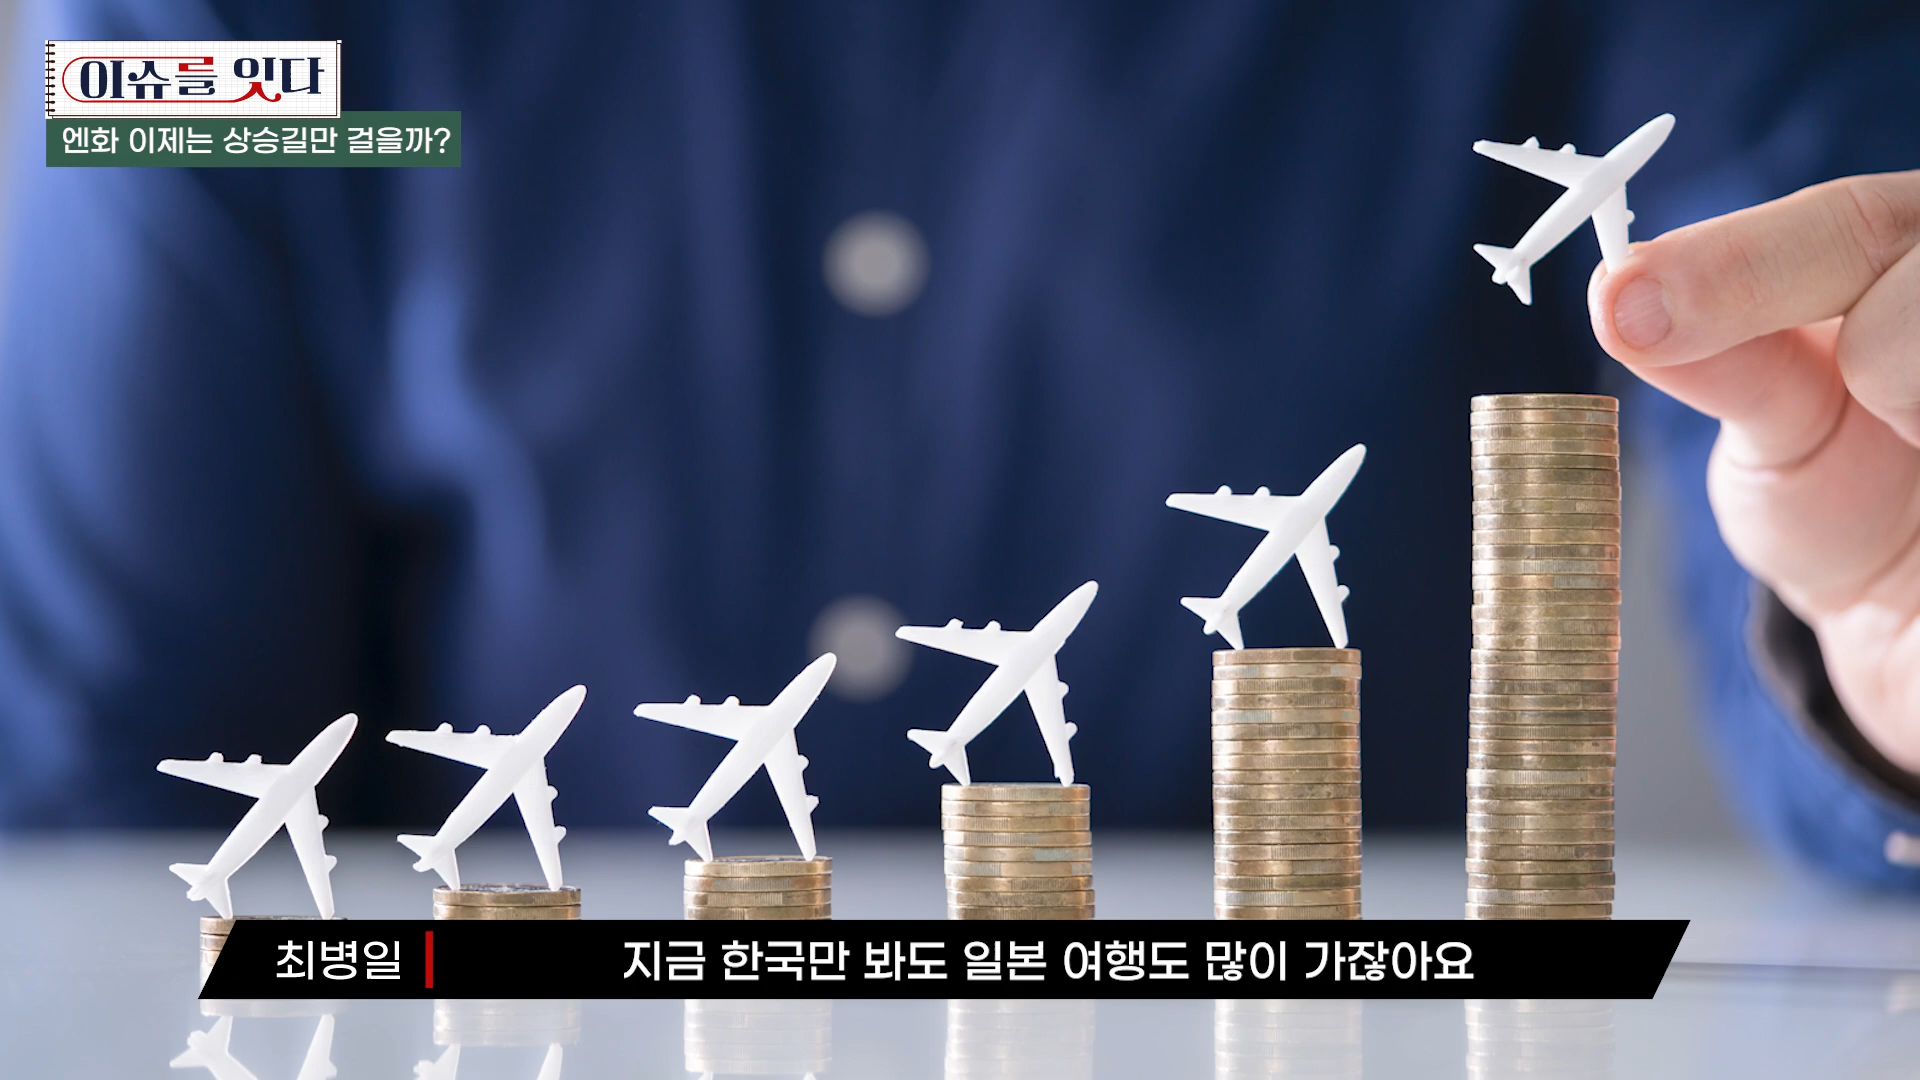 이슈를 잇다
엔화 이제는 상승길만 걸을까?
최병일
지금 한국만 봐도 일본 여행도 많이 가잖아요